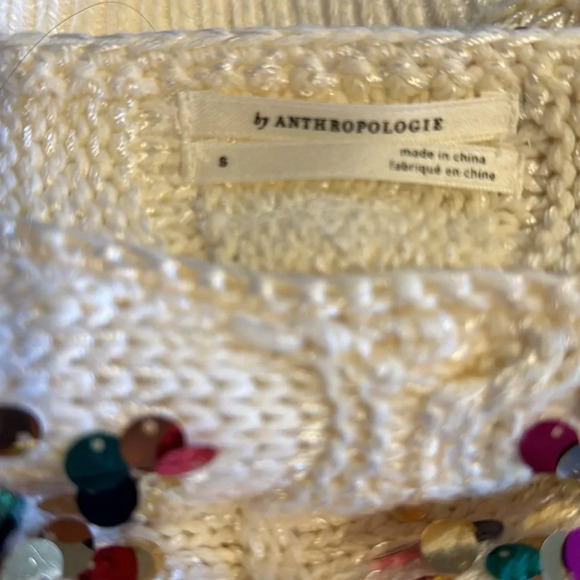 by ANTHROPOLOGIE
S
made in china
fabriqué en chine